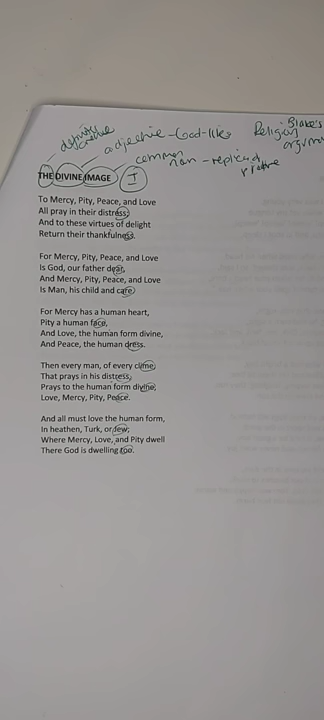 Blake's
definite
adjective - God-like
Religion
argum
common
noun - replica of
picture
THE DIVINE IMAGE
I
To Mercy, Pity, Peace, and Love
All pray in their distress;
And to these virtues of delight
Return their thankfulness.
For Mercy, Pity, Peace, and Love
Is God, our father dear,
And Mercy, Pity, Peace, and Love
Is Man, his child and care.
For Mercy has a human heart,
Pity a human face,
And Love, the human form divine,
And Peace, the human dress.
Then every man, of every clime,
That prays in his distress,
Prays to the human form divine,
Love, Mercy, Pity, Peace.
And all must love the human form,
In heathen, Turk, or Jew;
Where Mercy, Love, and Pity dwell
There God is dwelling too.